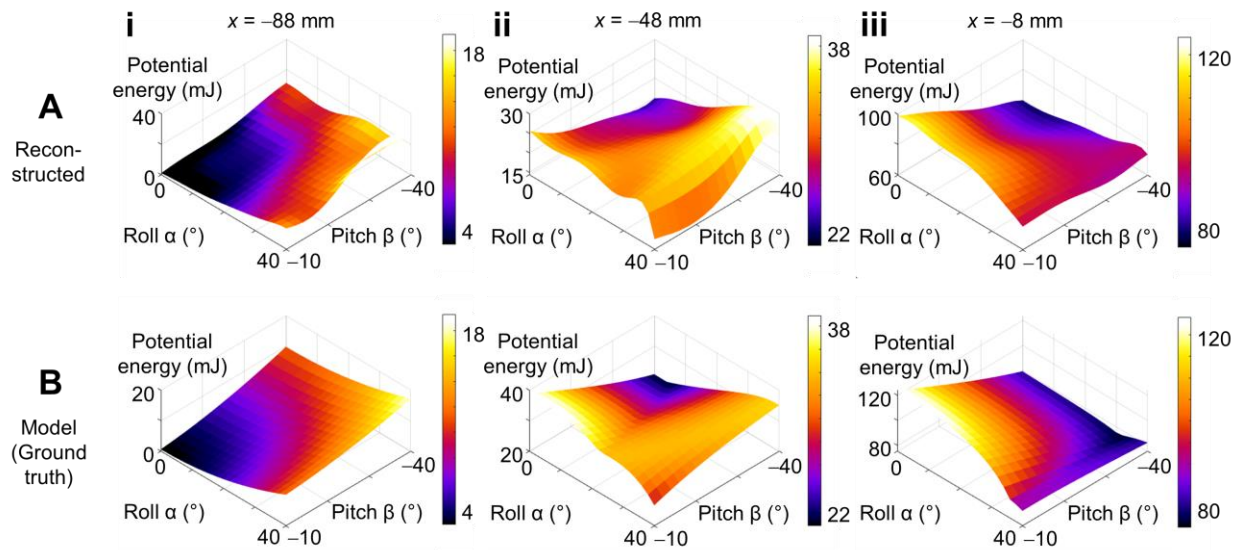 i
x = –88 mm
ii
x = –48 mm
iii
x = –8 mm
A
Recon-
structed
Potential
energy (mJ)
40
0
0
Roll α (°)
40
–10
Pitch β (°)
–40
18
4
30
15
0
Roll α (°)
40
–10
Pitch β (°)
–40
38
22
Potential
energy (mJ)
100
60
0
Roll α (°)
40
–10
Pitch β (°)
–40
120
80
Potential
energy (mJ)
B
Model
(Ground
truth)
Potential
energy (mJ)
20
0
0
Roll α (°)
40
–10
Pitch β (°)
–40
18
4
Potential
energy (mJ)
40
20
0
Roll α (°)
40
–10
Pitch β (°)
–40
38
22
Potential
energy (mJ)
120
80
0
Roll α (°)
40
–10
Pitch β (°)
–40
120
80